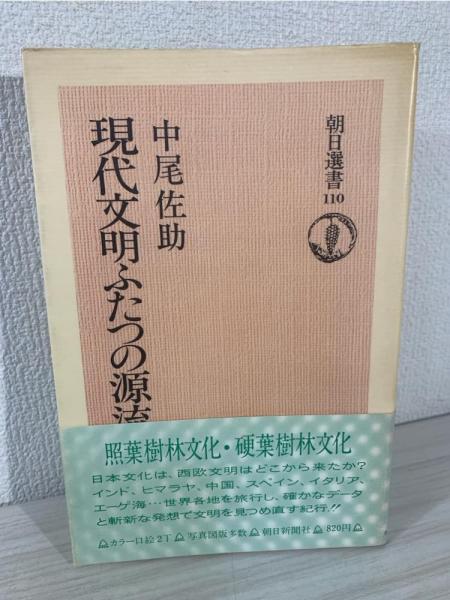 朝日選書
110
中尾佐助
現代文明ふたつの源流
照葉樹林文化・硬葉樹林文化
日本文化は、西欧文明はどこから来たか?
インド、ヒマラヤ、中国、スペイン、イタリア、
エーゲ海…世界各地を旅行し、確かなデータ
と斬新な発想で文明を見つめ直す紀行!!
カラー口絵2丁 写真図版多数 朝日新聞社 820円